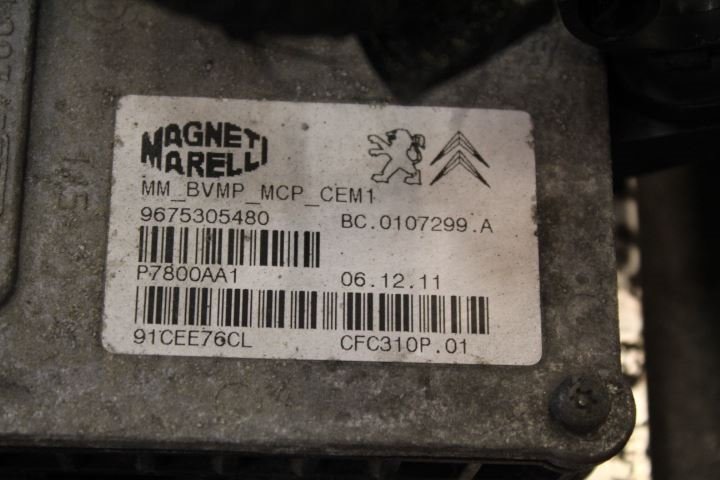 MAGNETI
MARELLI
MM_BVMP_MCP_CEM1
9675305480
BC.0107299.A
P7800AA1
06.12.11
91CEE76CL
CFC310P.01